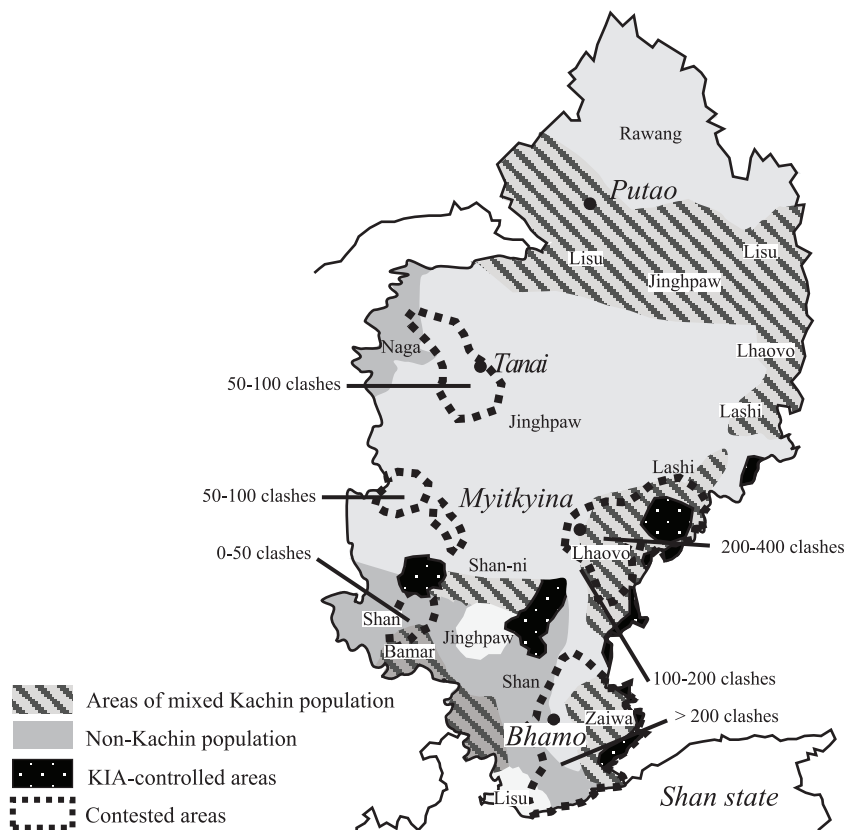 Rawang
Putao
Lisu
Lisu
Jinghpaw
Naga
Lhaovo
Tanai
50-100 clashes
Lashi
Jinghpaw
Lashi
50-100 clashes
Myitkyina
0-50 clashes
Lhaovo
200-400 clashes
Shan-ni
Shan
Jinghpaw
Bamar
Shan
100-200 clashes
Areas of mixed Kachin population
Zaiwa
> 200 clashes
Non-Kachin population
Bhamo
KIA-controlled areas
Lisu
Shan state
Contested areas